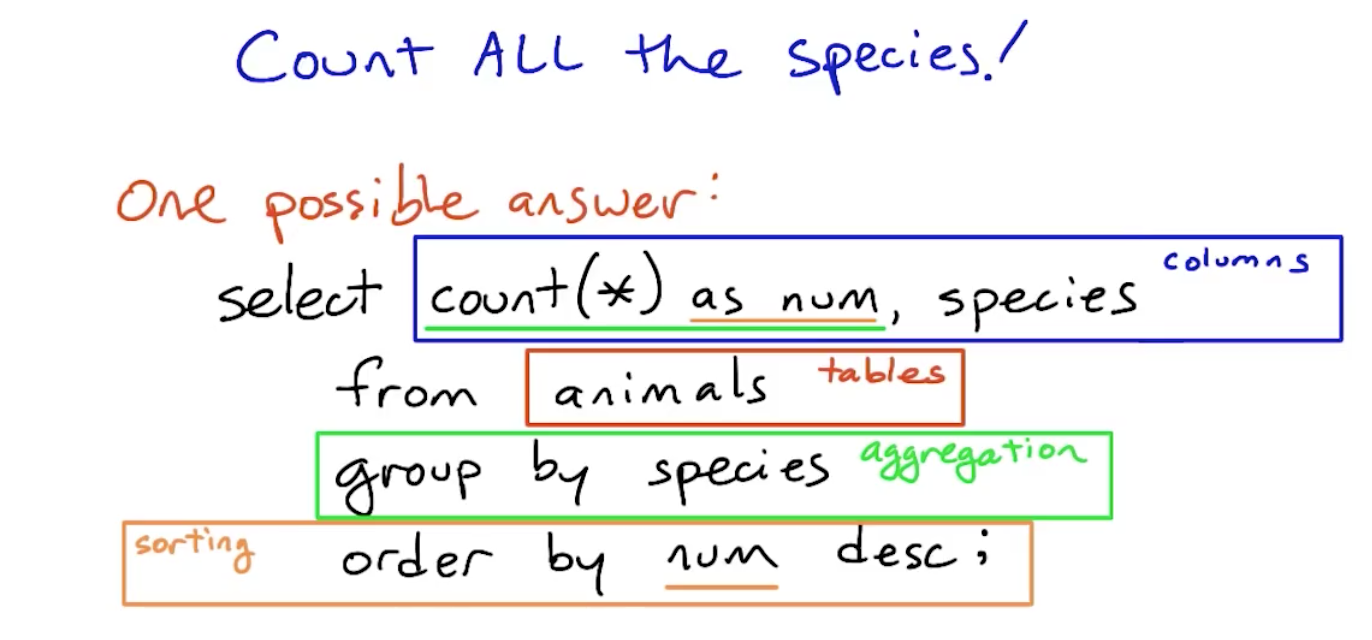 Count ALL the species!
One possible answer:
select count(*) as num, species columns
from animals tables
group by species aggregation
sorting order by num desc;